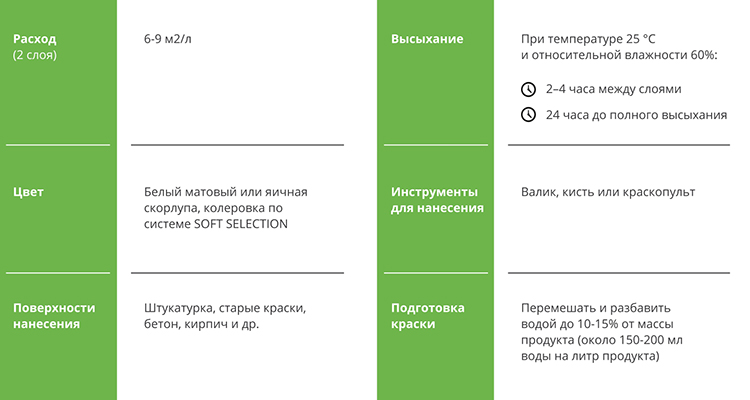 Расход
(2 слоя)
6-9 м2/л
Цвет
Белый матовый или яичная
скорлупа, колеровка по
системе SOFT SELECTION
Поверхности
нанесения
Штукатурка, старые краски,
бетон, кирпич и др.
Высыхание
При температуре 25 °C
и относительной влажности 60%:
2–4 часа между слоями
24 часа до полного высыхания
Инструменты
для нанесения
Валик, кисть или краскопульт
Подготовка
краски
Перемешать и разбавить
водой до 10-15% от массы
продукта (около 150-200 мл
воды на литр продукта)